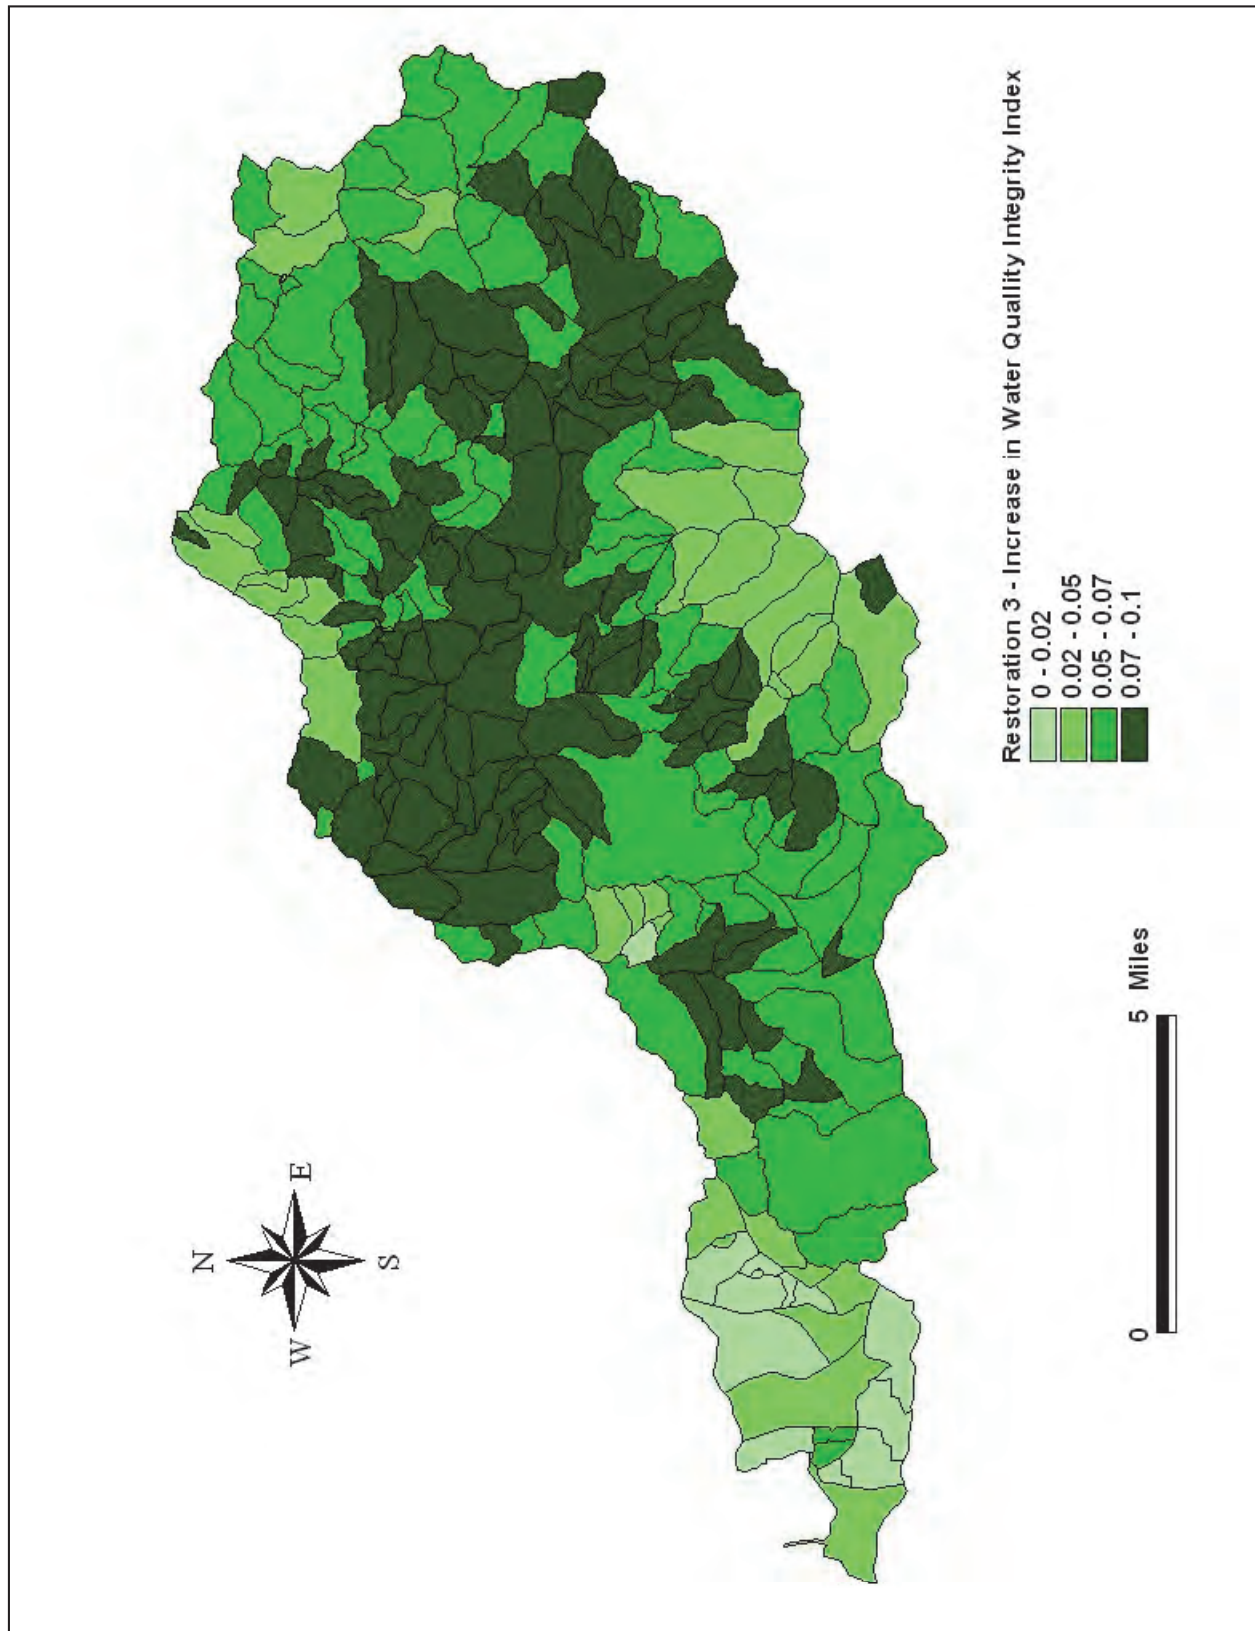 N
W
E
S
Restoration 3 - Increase in Water Quallity Integrity Index
0 - 0.02
0.02 - 0.05
0.05 - 0.07
0.07 - 0.1
0
5 Miles